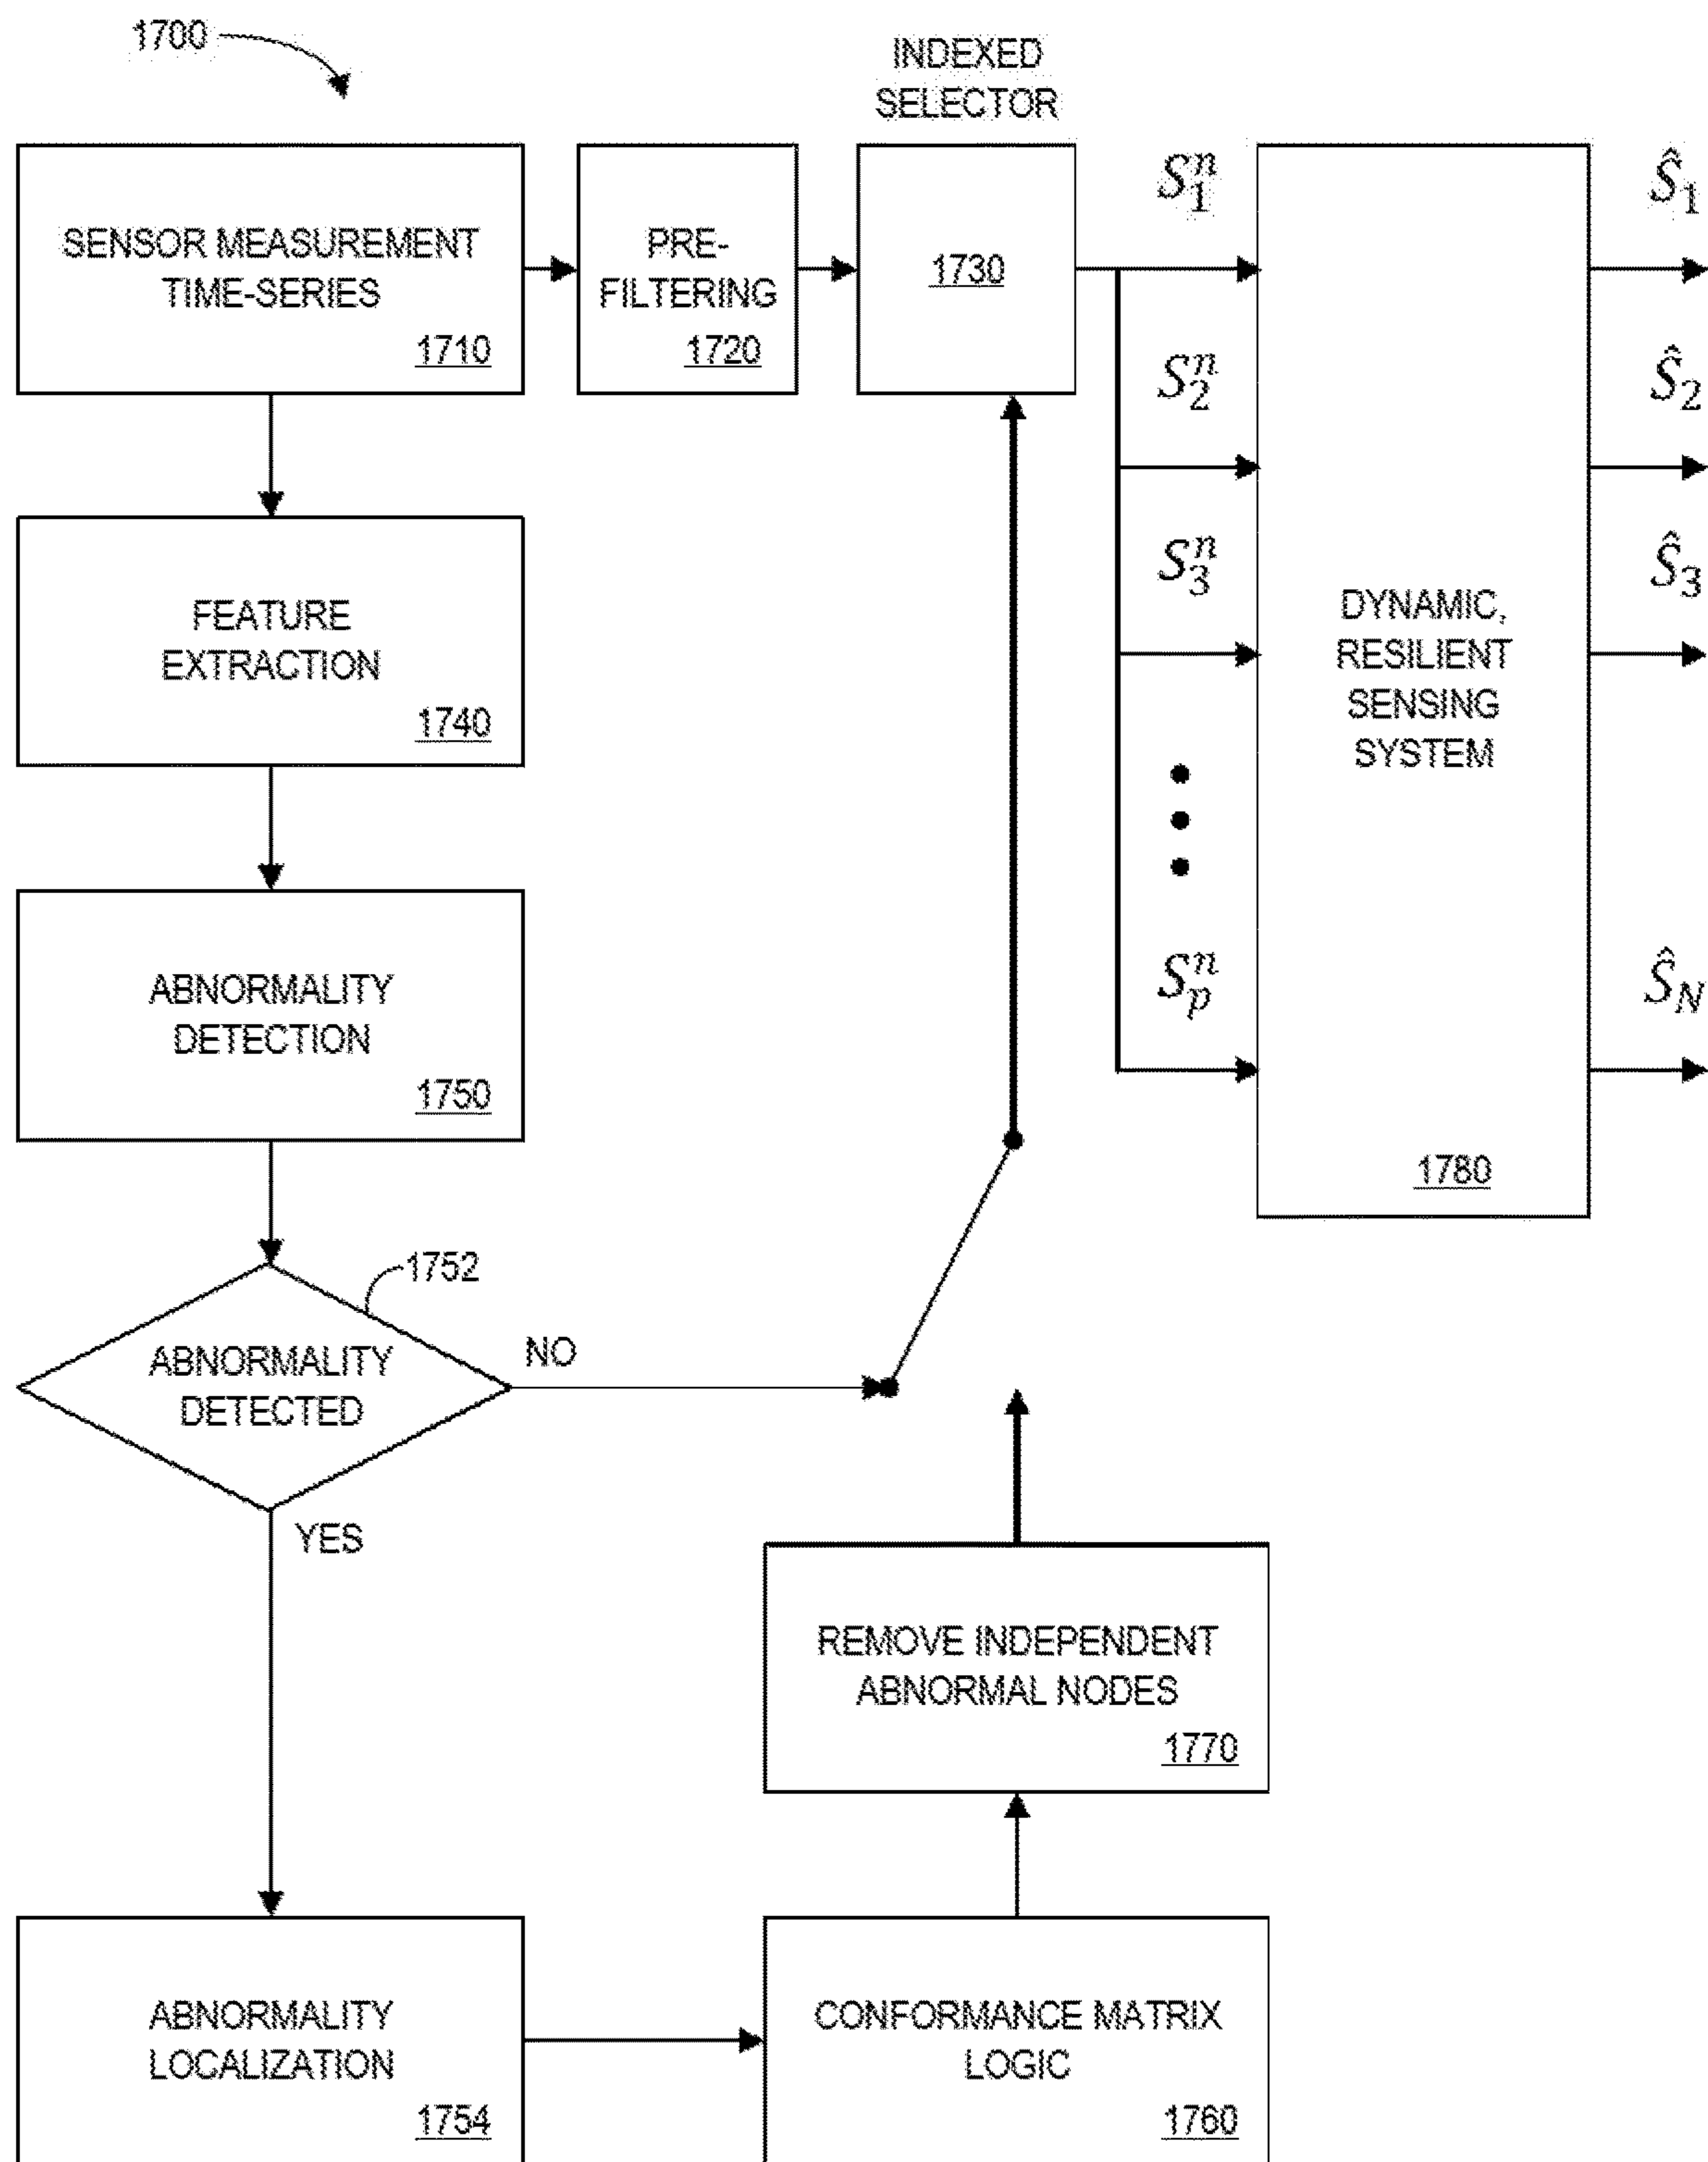 1700
INDEXED
SELECTOR
SENSOR MEASUREMENT
TIME-SERIES
1710
PRE-
FILTERING
1720
1730
S₁ⁿ
S₂ⁿ
S₃ⁿ
Sₚⁿ
DYNAMIC,
RESILIENT
SENSING
SYSTEM
1780
Ŝ₁
Ŝ₂
Ŝ₃
Ŝ_N
FEATURE
EXTRACTION
1740
ABNORMALITY
DETECTION
1750
1752
ABNORMALITY
DETECTED
NO
YES
REMOVE INDEPENDENT
ABNORMAL NODES
1770
ABNORMALITY
LOCALIZATION
1754
CONFORMANCE MATRIX
LOGIC
1760